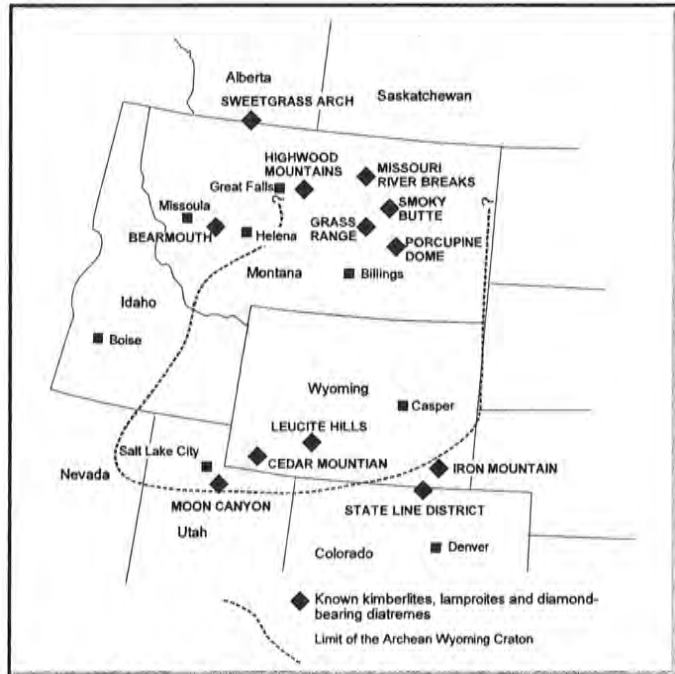 Alberta
Saskatchewan
SWEETGRASS ARCH
HIGHWOOD
MOUNTAINS
MISSOURI
RIVER BREAKS
Great Falls
?
?
Missoula
SMOKY
BUTTE
BEARMOUTH
Helena
GRASS
RANGE
PORCUPINE
DOME
Montana
Billings
Idaho
Boise
Wyoming
Casper
LEUCITE HILLS
Salt Lake City
CEDAR MOUNTIAN
IRON MOUNTAIN
Nevada
MOON CANYON
STATE LINE DISTRICT
Utah
Colorado
Denver
Known kimberlites, lamproites and diamond-
bearing diatremes
Limit of the Archean Wyoming Craton